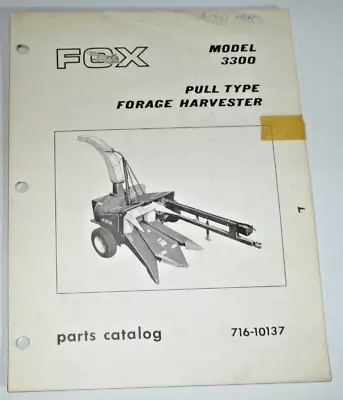 FOX
MODEL
3300
PULL TYPE
FORAGE HARVESTER
parts catalog
716-10137